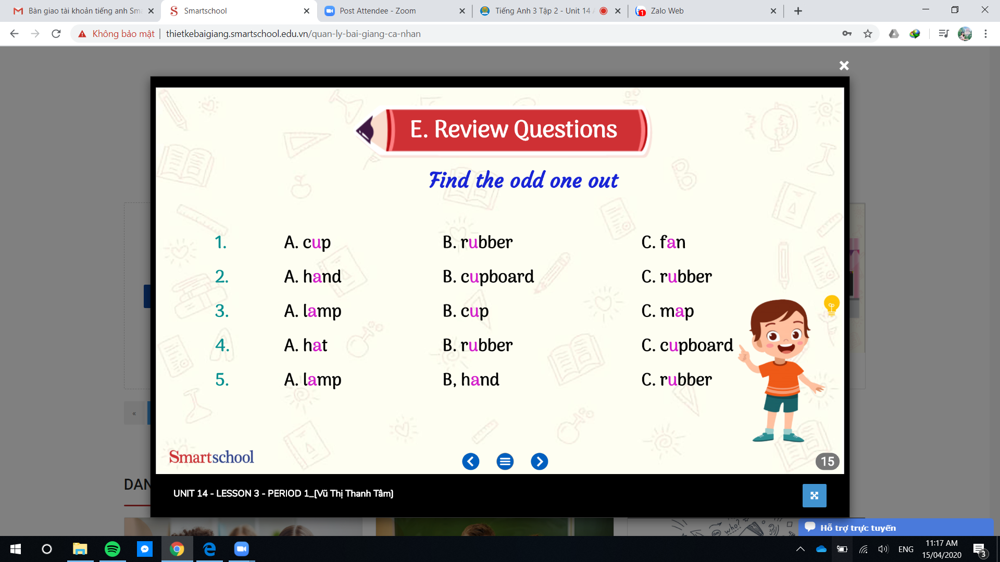 Bàn giao tài khoản tiếng anh Sma
Smartschool
Post Attendee - Zoom
Tiếng Anh 3 Tập 2 - Unit 14
Zalo Web
Không bảo mật | thietkebaigiang.smartschool.edu.vn/quan-ly-bai-giang-ca-nhan
E. Review Questions
Find the odd one out
1. A. cup B. rubber C. fan
2. A. hand B. cupboard C. rubber
3. A. lamp B. cup C. map
4. A. hat B. rubber C. cupboard
5. A. lamp B, hand C. rubber
Smartschool
15
«
DAN
UNIT 14 - LESSON 3 - PERIOD 1_[Vũ Thị Thanh Tâm]
who?
am
Hỗ trợ trực tuyến
ENG
11:17 AM
15/04/2020
3